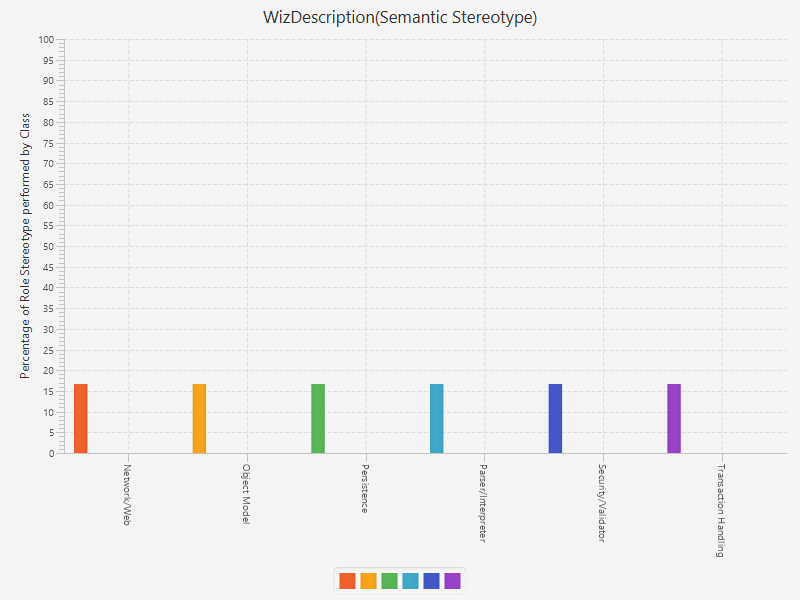 WizDescription(Semantic Stereotype)
Percentage of Role Stereotype performed by Class
100
95
90
85
80
75
70
65
60
55
50
45
40
35
30
25
20
15
10
5
0
Network/Web
Object Model
Persistence
Parser/Interpreter
Security/Validator
Transaction Handling